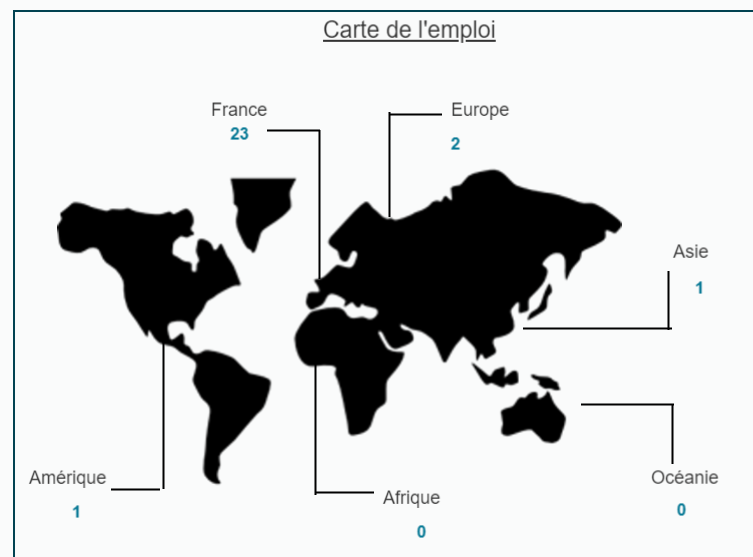 Carte de l'emploi
France
23
Europe
2
Asie
1
Amérique
1
Afrique
0
Océanie
0